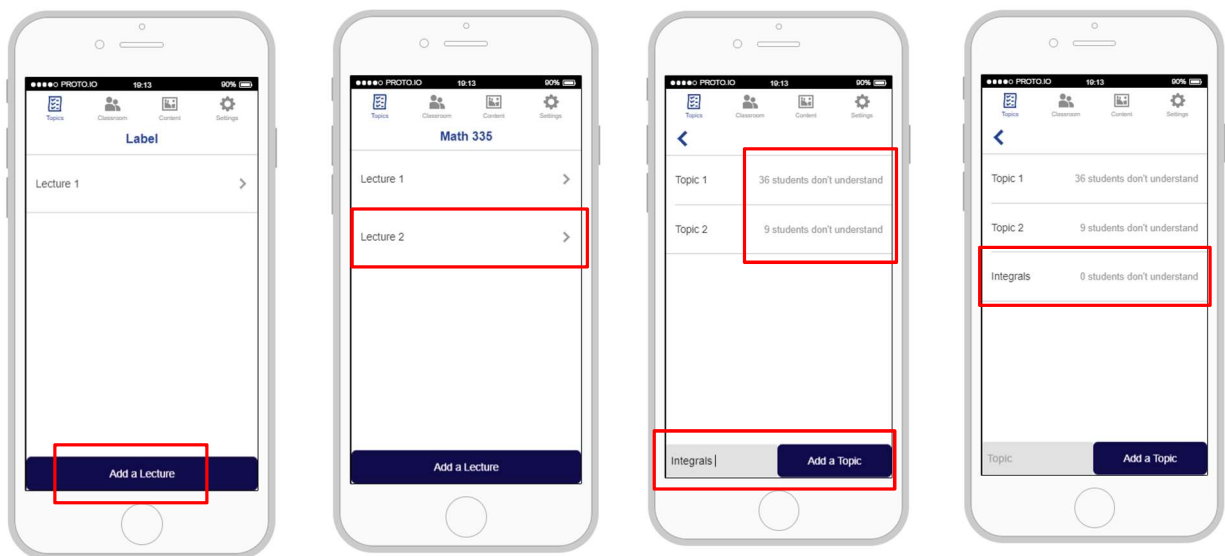 PROTO.IO 19:13 90%
Topics Classroom Content Settings
Label
Lecture 1
Add a Lecture
PROTO.IO 19:13 90%
Topics Classroom Content Settings
Math 335
Lecture 1
Lecture 2
Add a Lecture
PROTO.IO 19:13 90%
Topics Classroom Content Settings
Topic 1 36 students don't understand
Topic 2 9 students don't understand
Integrals Add a Topic
PROTO.IO 19:13 90%
Topics Classroom Content Settings
Topic 1 36 students don't understand
Topic 2 9 students don't understand
Integrals 0 students don't understand
Topic Add a Topic